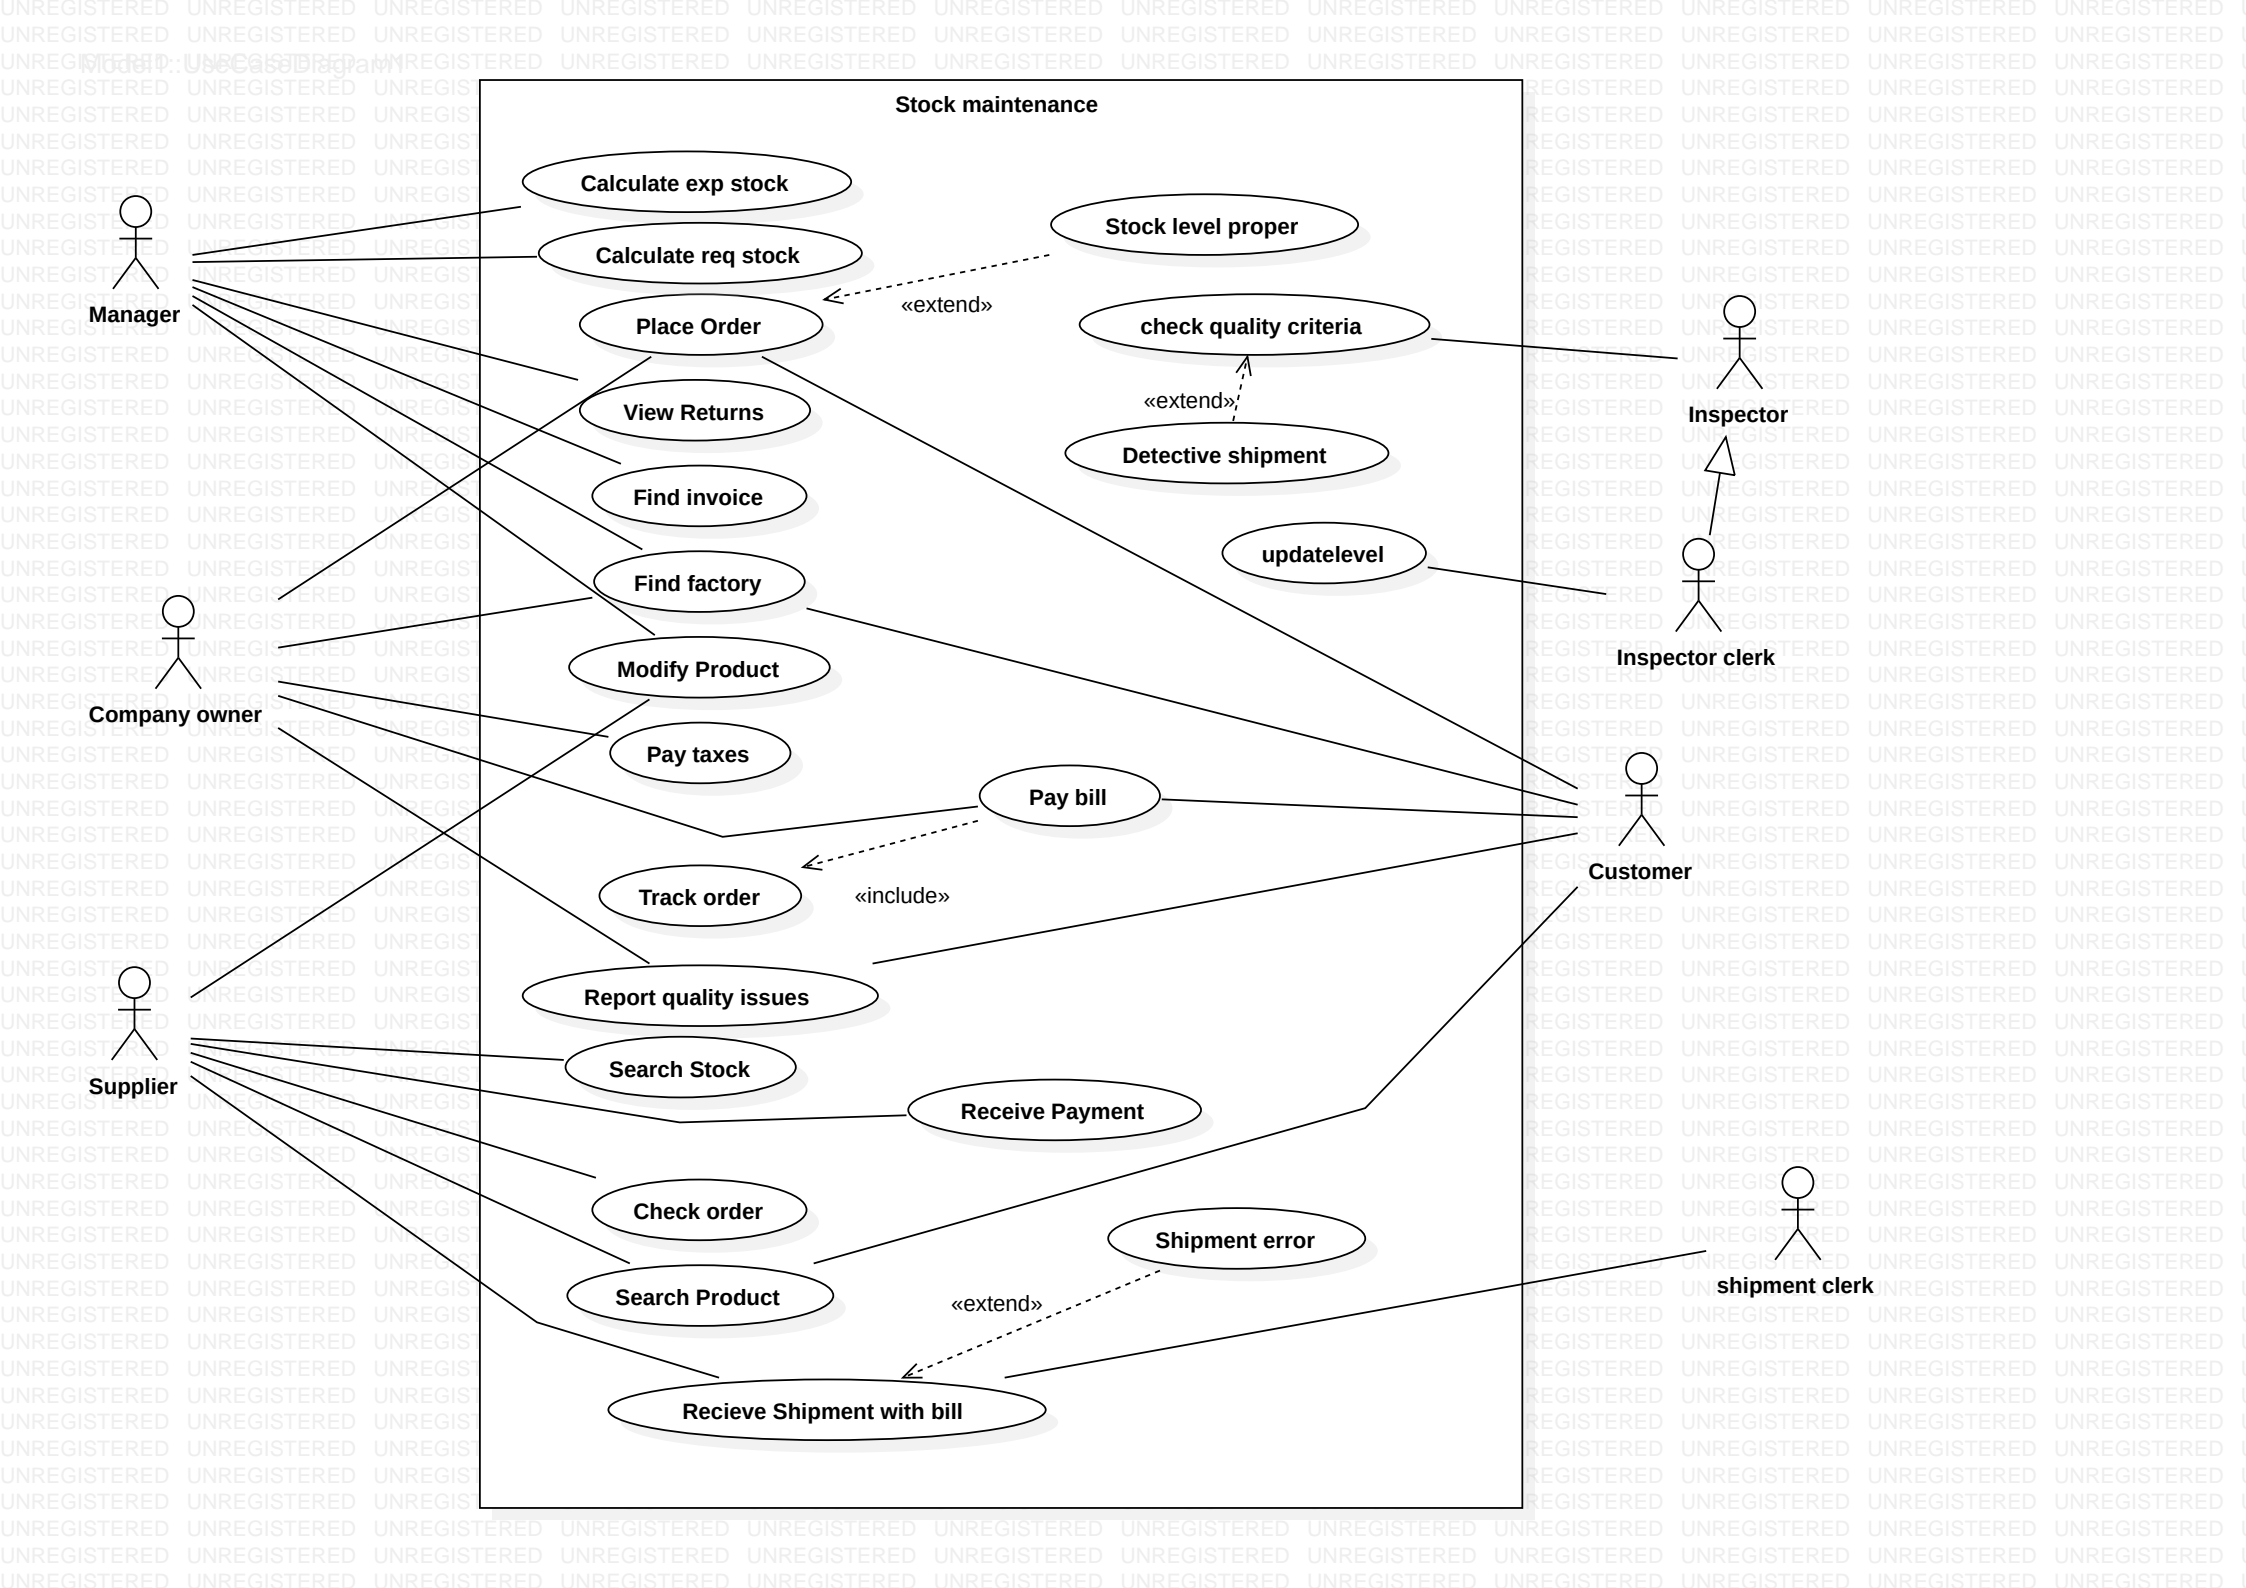 Model1::UseCaseDiagram1
Stock maintenance
Calculate exp stock
Stock level proper
Calculate req stock
«extend»
Manager
Place Order
check quality criteria
View Returns
«extend»
Inspector
Detective shipment
Find invoice
updatelevel
Find factory
Inspector clerk
Modify Product
Company owner
Pay taxes
Pay bill
Customer
Track order
«include»
Report quality issues
Search Stock
Supplier
Receive Payment
Check order
Shipment error
shipment clerk
Search Product
«extend»
Recieve Shipment with bill
UNREGISTERED